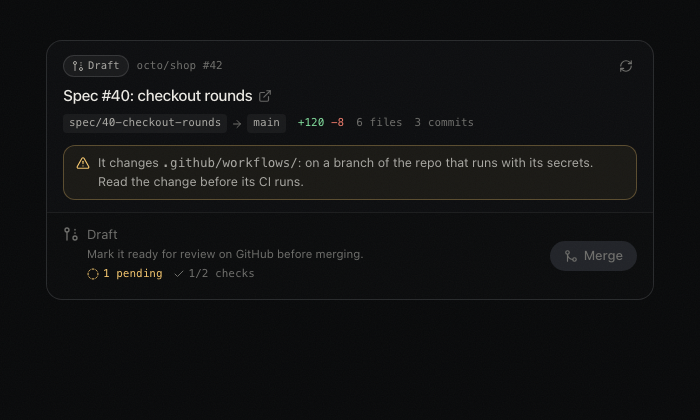 Draft octo/shop #42
Spec #40: checkout rounds
spec/40-checkout-rounds → main +120 −8 6 files 3 commits
It changes .github/workflows/: on a branch of the repo that runs with its secrets.
Read the change before its CI runs.
Draft
Mark it ready for review on GitHub before merging.
1 pending 1/2 checks
Merge